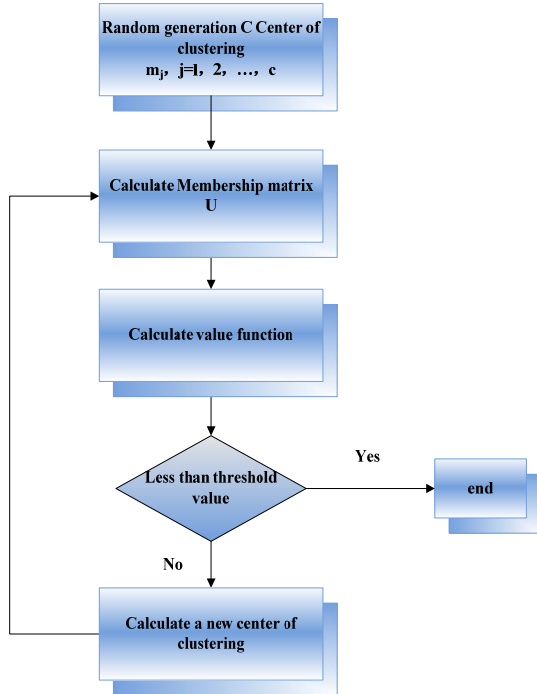 Random generation C Center of
clustering
mj, j=1, 2, …, c
Calculate Membership matrix
U
Calculate value function
Less than threshold
value
Yes
end
No
Calculate a new center of
clustering